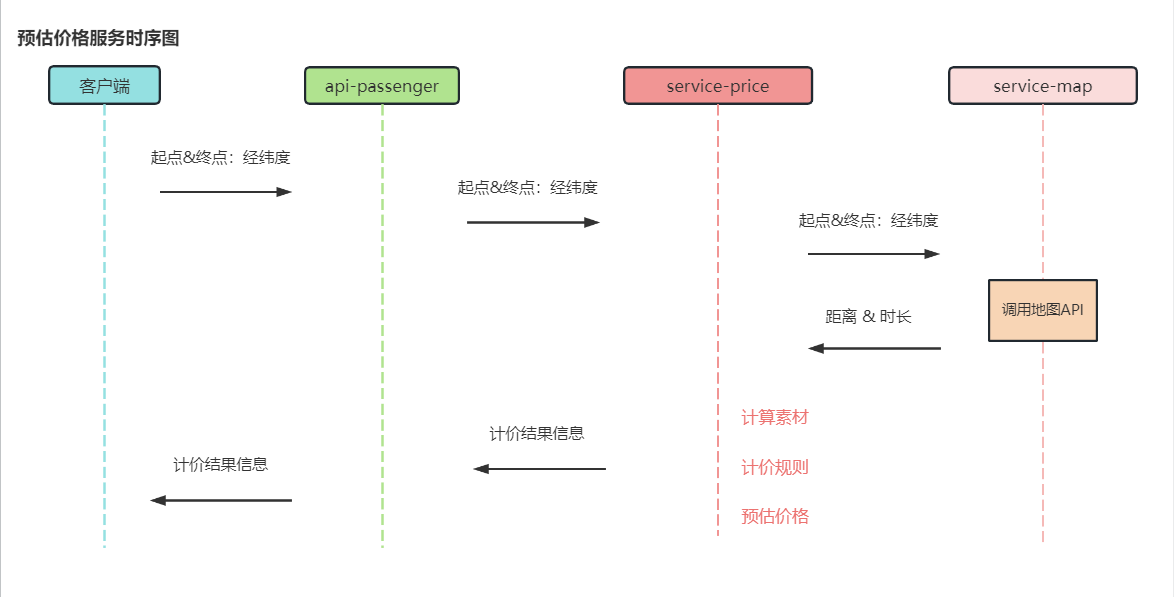 预估价格服务时序图
客户端
api-passenger
service-price
service-map
起点&终点：经纬度
起点&终点：经纬度
起点&终点：经纬度
调用地图API
距离 & 时长
计算素材
计价结果信息
计价结果信息
计价规则
预估价格